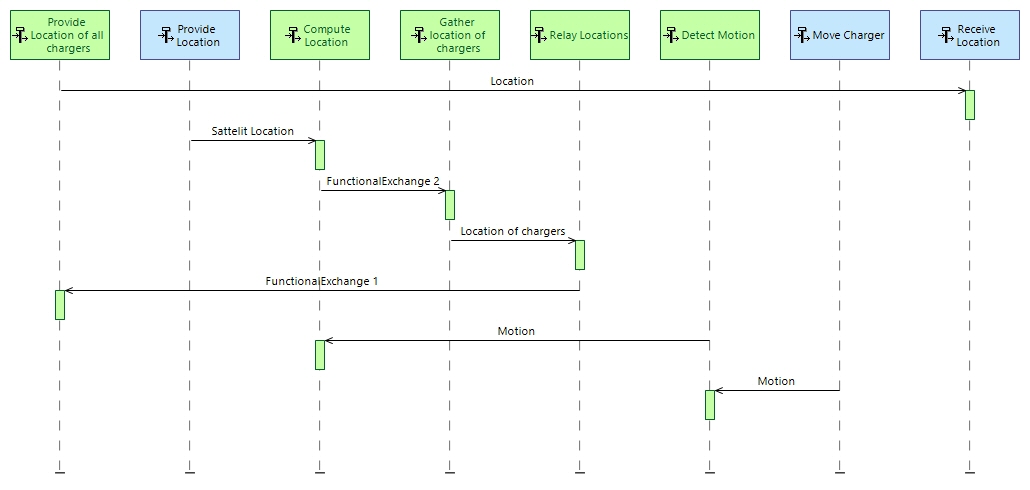 Provide
Location of all
chargers
Provide
Location
Compute
Location
Gather
location of
chargers
Relay Locations
Detect Motion
Move Charger
Receive
Location
Location
Sattelit Location
FunctionalExchange 2
Location of chargers
FunctionalExchange 1
Motion
Motion